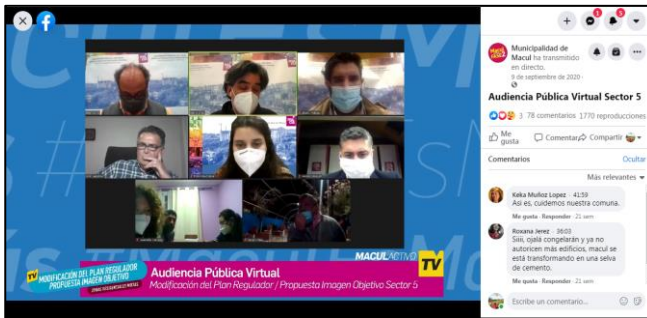 MACULACTIVO
TV
TV
MODIFICACIÓN DEL PLAN REGULADOR
PROPUESTA IMAGEN OBJETIVO
Audiencia Pública Virtual
Modificación del Plan Regulador / Propuesta Imagen Objetivo Sector 5
Municipalidad de
Macul ha transmitido
en directo.
9 de septiembre de 2020 ·
Audiencia Pública Virtual Sector 5
3 78 comentarios 1770 reproducciones
Me gusta
Comentar
Compartir
Comentarios
Ocultar
Más relevantes
Keka Muñoz Lopez · 41:59
Asi es, cuidemos nuestra comuna.
Me gusta · Responder · 21 sem
Roxana Jerez · 36:03
Siiii, ojalá congelarán y ya no
autoricen más edificios, macul se
está transformando en una selva
de cemento.
Me gusta · Responder · 21 sem
Escribe un comentario...